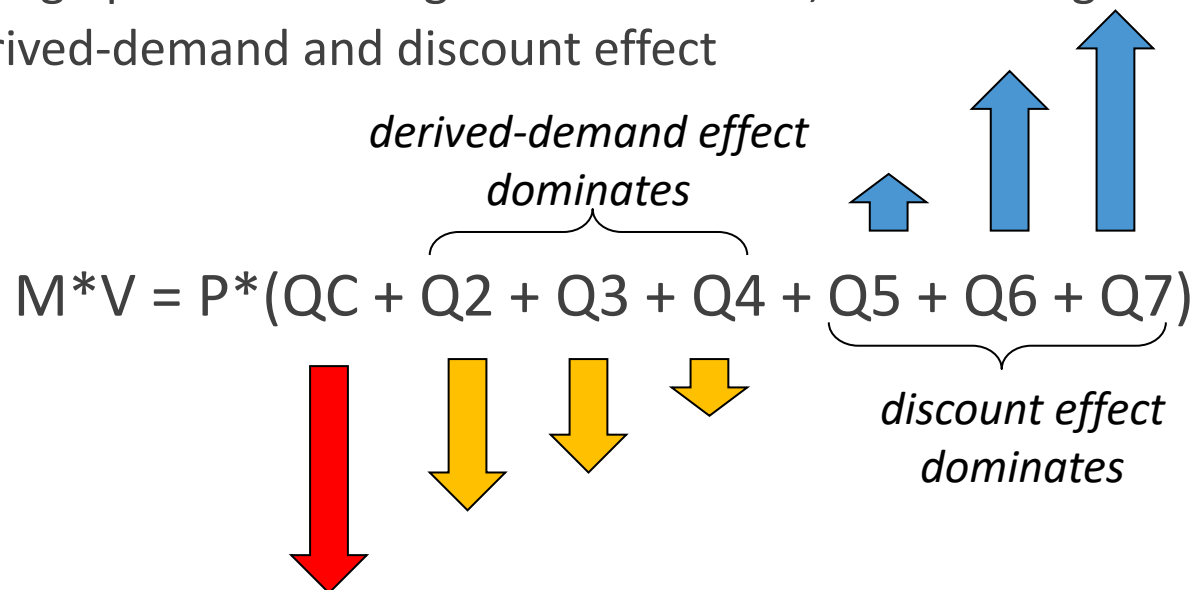 rived-demand and discount effect
derived-demand effect
dominates
M*V = P*(QC + Q2 + Q3 + Q4 + Q5 + Q6 + Q7)
discount effect
dominates